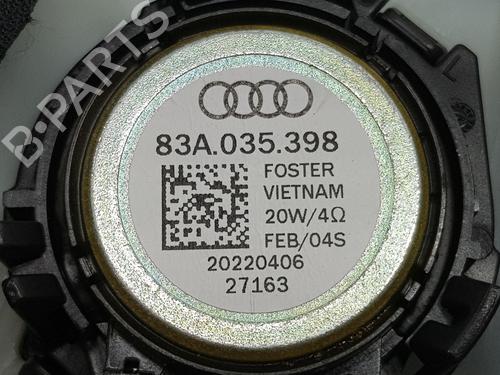 B-PARTS
83A.035.398
FOSTER
VIETNAM
20W/4Ω
FEB/04S
20220406
27163
L